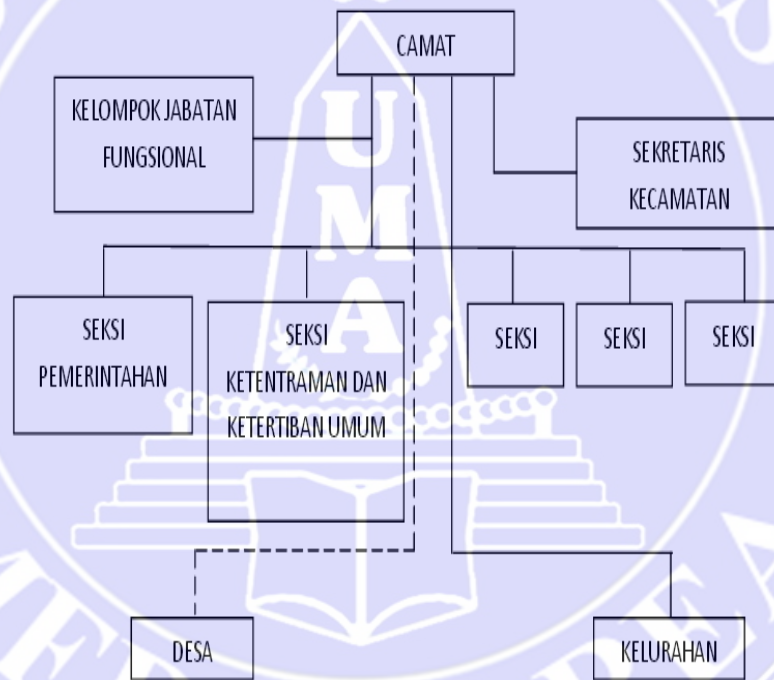 CAMAT
KELOMPOK JABATAN
FUNGSIONAL
SEKRETARIS
KECAMATAN
SEKSI
PEMERINTAHAN
SEKSI
KETENTRAMAN DAN
KETERTIBAN UMUM
SEKSI
SEKSI
SEKSI
DESA
KELURAHAN
U
M
A